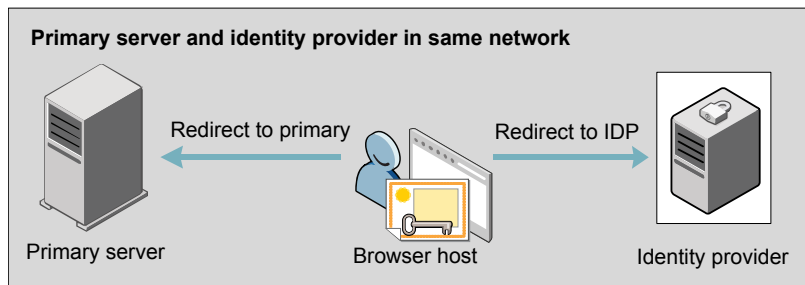 Primary server and identity provider in same network
Redirect to primary
Redirect to IDP
Primary server
Browser host
Identity provider